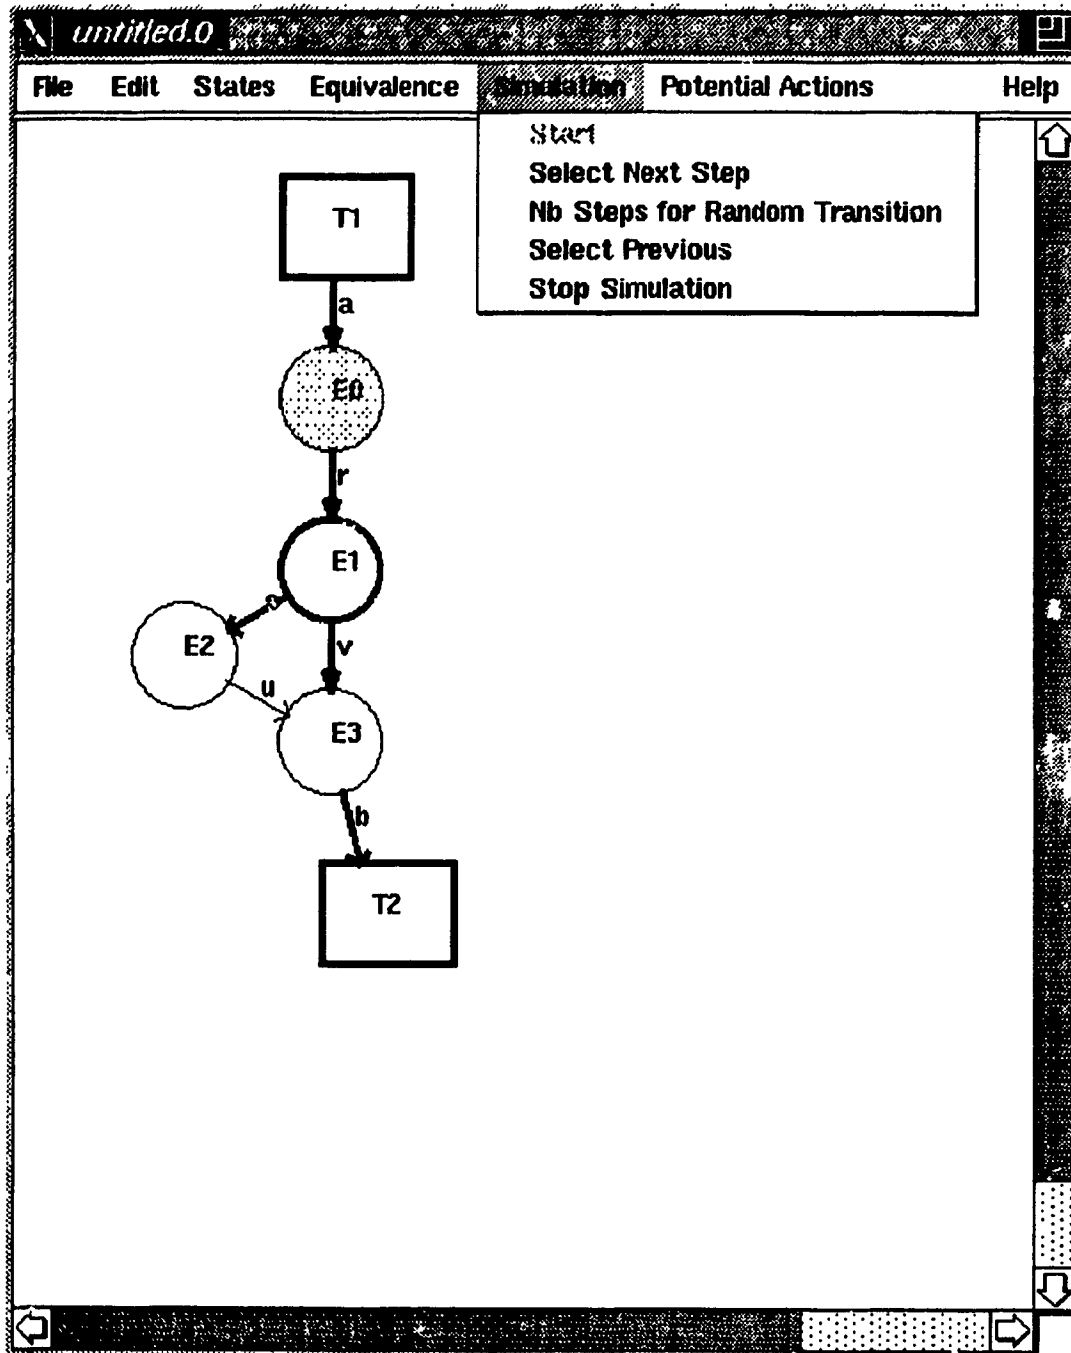 untitled.0
File Edit States Equivalence Simulation Potential Actions Help
Start
Select Next Step
Nb Steps for Random Transition
Select Previous
Stop Simulation
T1
a
E0
r
E1
E2
v
u
E3
b
T2